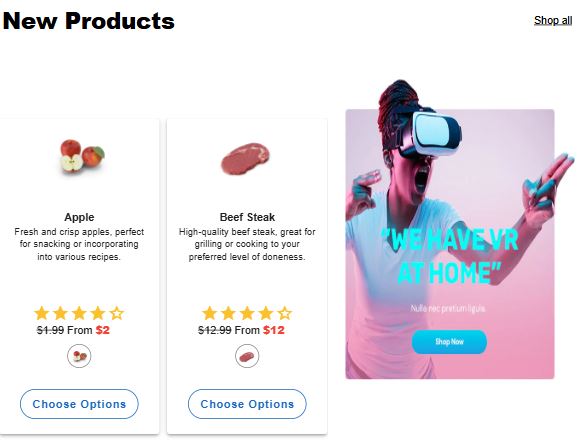 New Products
Shop all
Apple
Fresh and crisp apples, perfect
for snacking or incorporating
into various recipes.
$1.99 From $2
Choose Options
Beef Steak
High-quality beef steak, great for
grilling or cooking to your
preferred level of doneness.
$12.99 From $12
Choose Options
“WE HAVE VR
AT HOME”
Nulla nec pretium ligula.
Shop Now